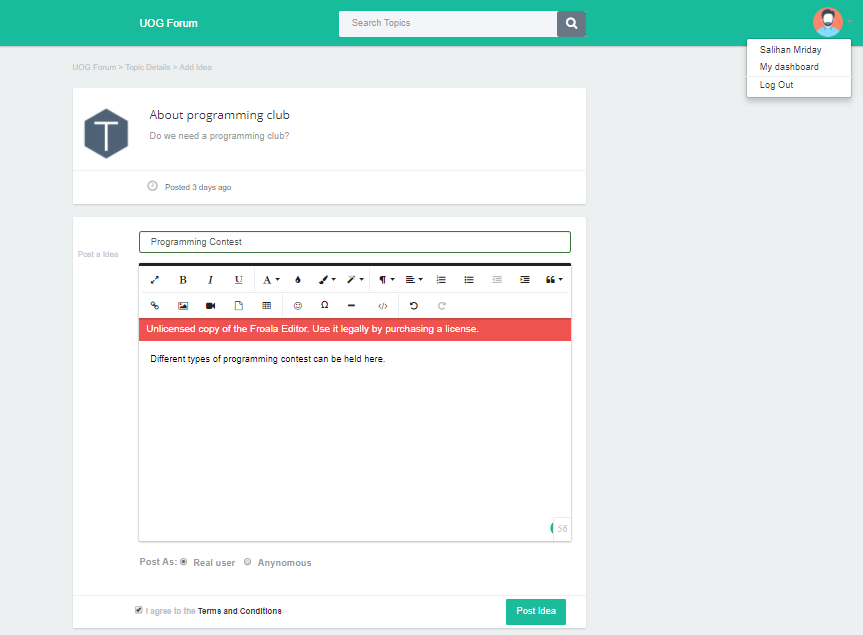 UOG Forum
Search Topics
Salihan Mriday
My dashboard
Log Out
UOG Forum > Topic Details > Add Idea
T
About programming club
Do we need a programming club?
Posted 3 days ago
Post a Idea
Programming Contest
B I U A ¶ “
Ω </>
Unlicensed copy of the Froala Editor. Use it legally by purchasing a license.
Different types of programming contest can be held here.
56
Post As: Real user Anynomous
I agree to the Terms and Conditions
Post Idea